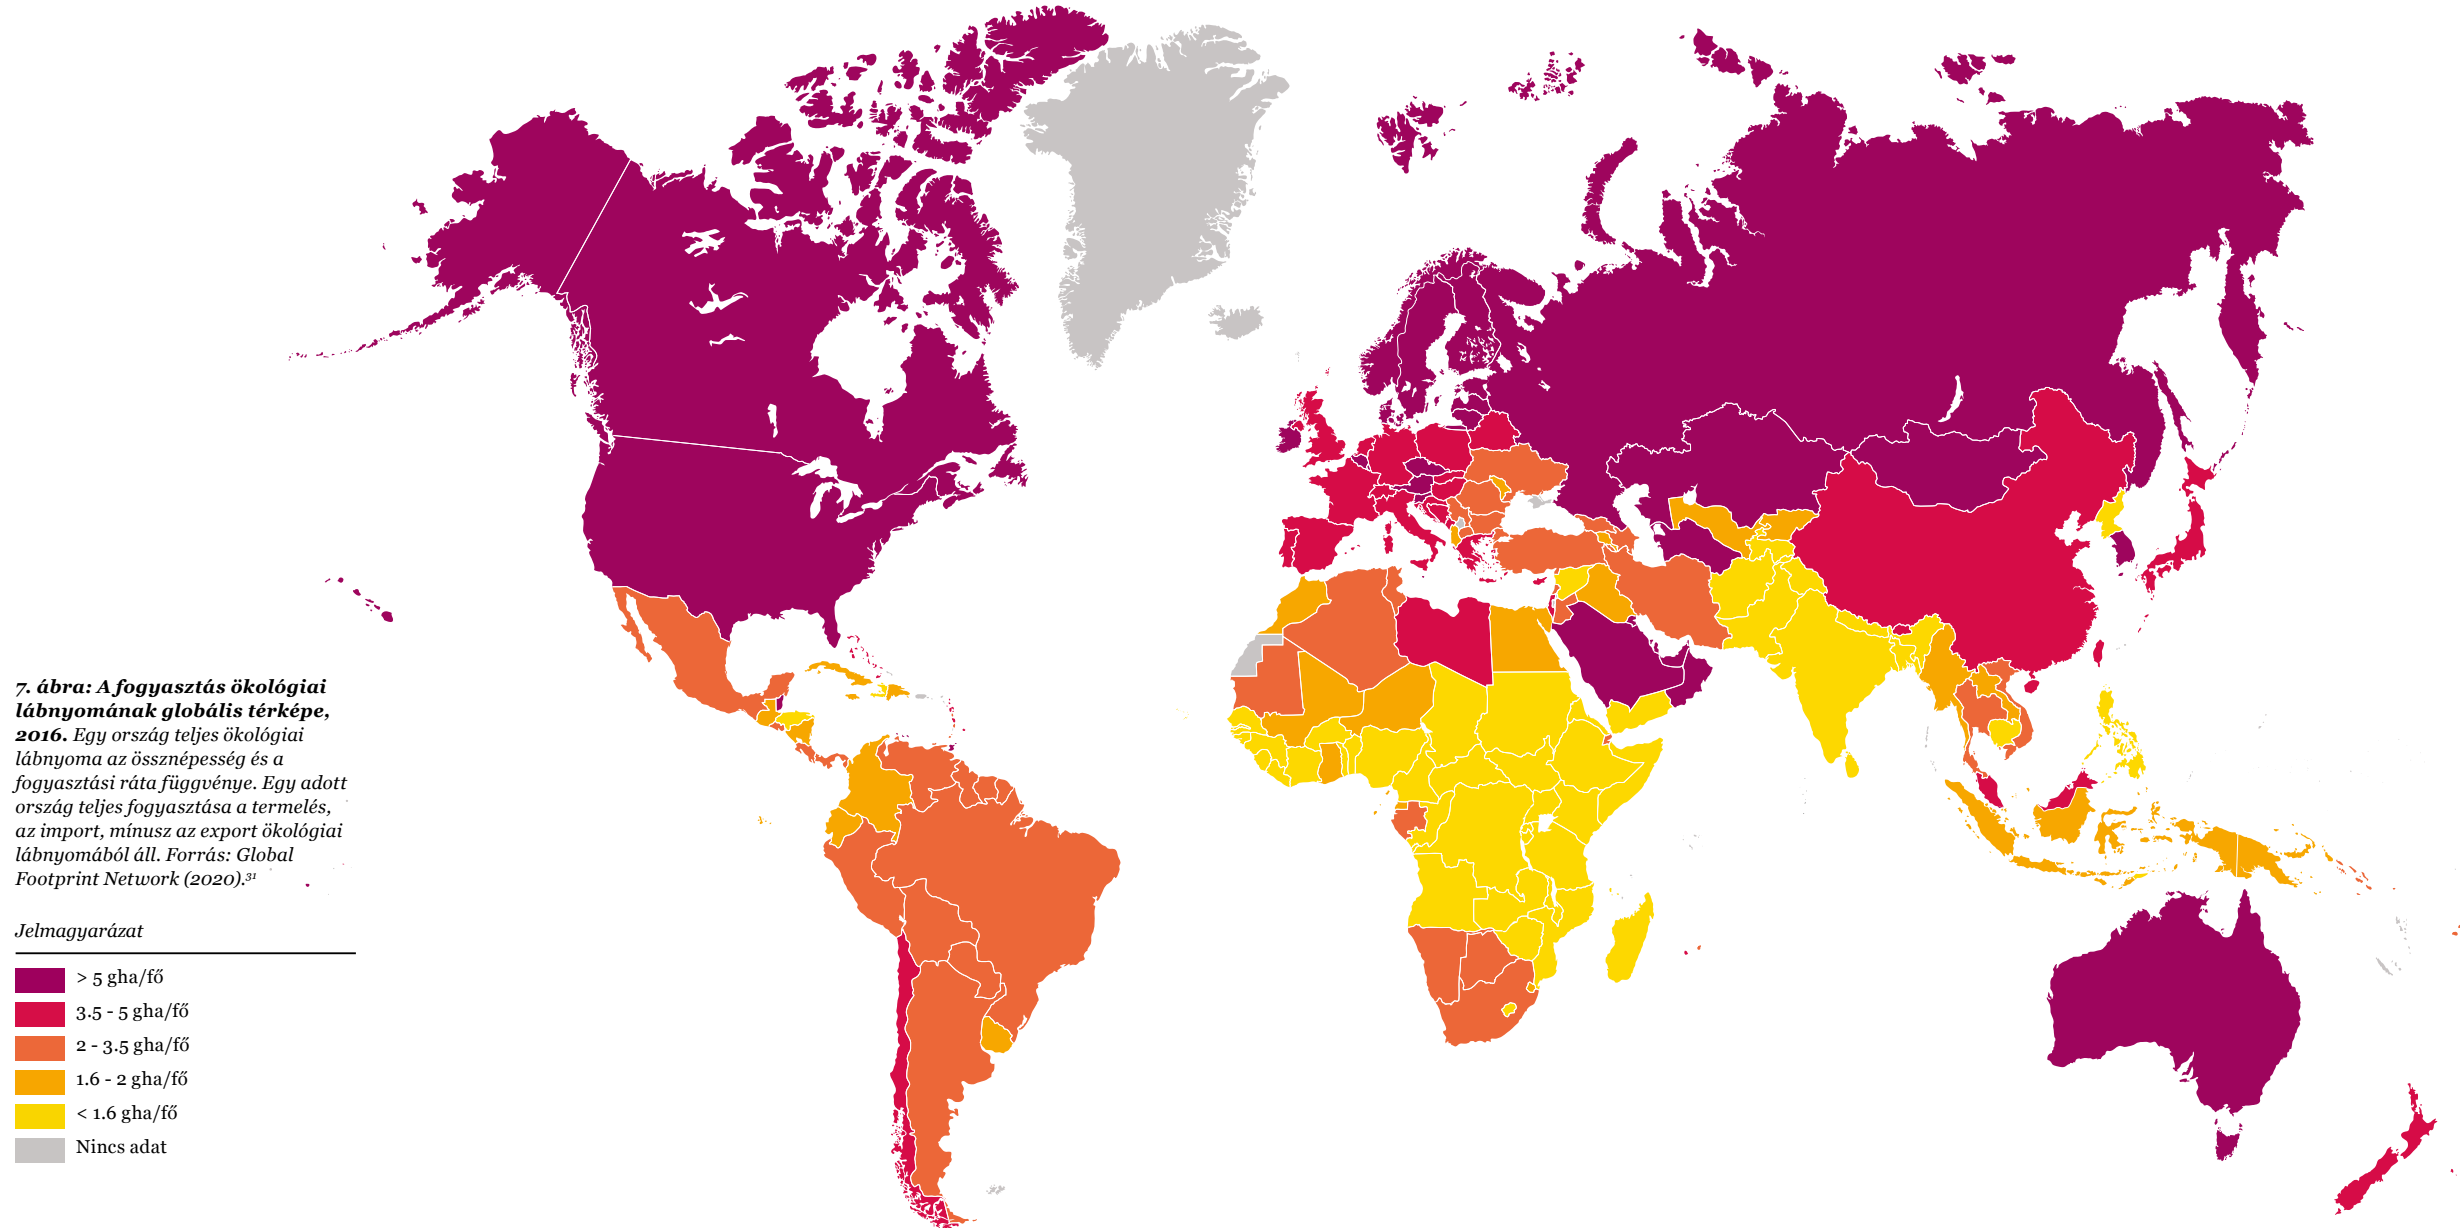 7. ábra: A fogyasztás ökológiai
lábnyomának globális térképe,
2016. Egy ország teljes ökológiai
lábnyoma az össznépesség és a
fogyasztási ráta függvénye. Egy adott
ország teljes fogyasztása a termelés,
az import, mínusz az export ökológiai
lábnyomából áll. Forrás: Global
Footprint Network (2020).³¹
Jelmagyarázat
> 5 gha/fő
3.5 - 5 gha/fő
2 - 3.5 gha/fő
1.6 - 2 gha/fő
< 1.6 gha/fő
Nincs adat